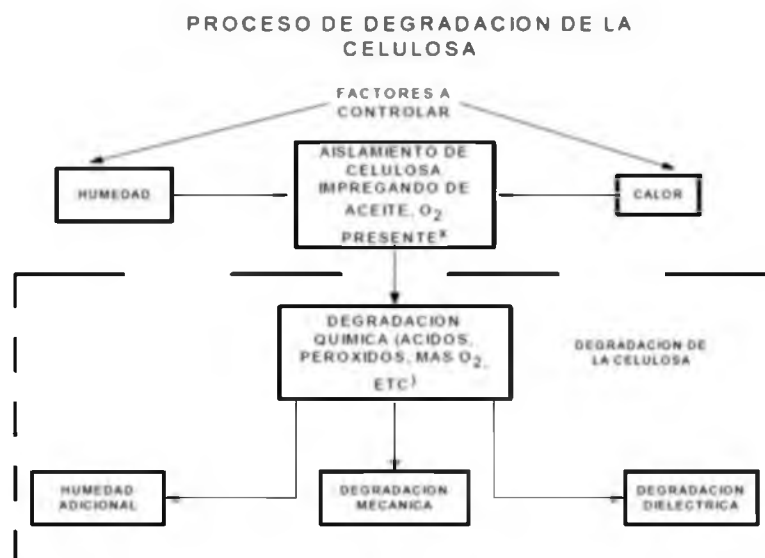 PROCESO DE DEGRADACION DE LA
CELULOSA
FACTORES A
CONTROLAR
HUMEDAD
AISLAMIENTO DE
CELULOSA
IMPREGANDO DE
ACEITE, O2
PRESENTEx
CALOR
DEGRADACION
QUIMICA (ACIDOS,
PEROXIDOS, MAS O2,
ETC)
DEGRADACION DE
LA CELULOSA
HUMEDAD
ADICIONAL
DEGRADACION
MECANICA
DEGRADACION
DIELECTRICA